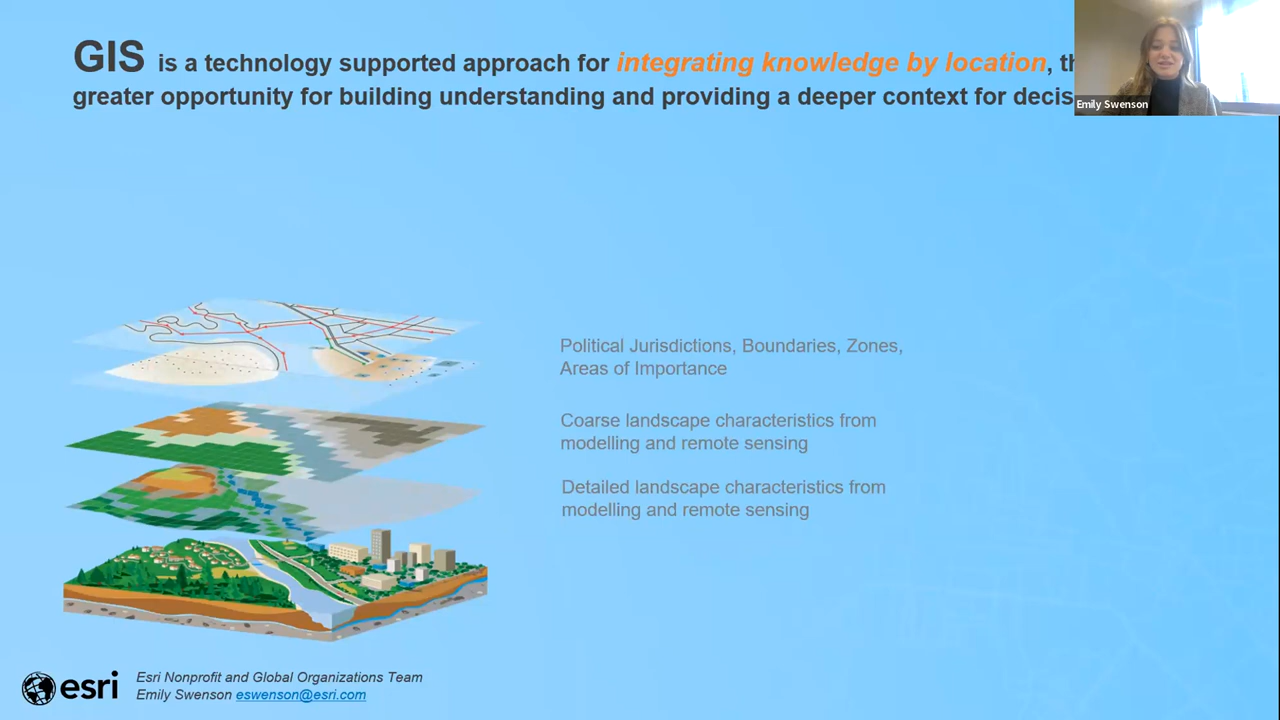 GIS is a technology supported approach for integrating knowledge by location,
greater opportunity for building understanding and providing a deeper context for
Emily Swenson
Political Jurisdictions, Boundaries, Zones,
Areas of Importance
Coarse landscape characteristics from
modelling and remote sensing
Detailed landscape characteristics from
modelling and remote sensing
esri
Esri Nonprofit and Global Organizations Team
Emily Swenson eswenson@esri.com